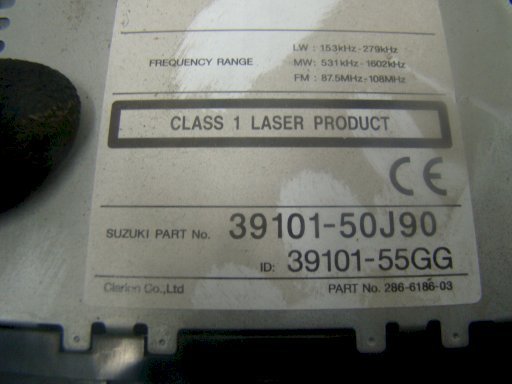 LW : 153kHz - 279kHz
FREQUENCY RANGE MW: 531kHz - 1602kHz
FM : 87.5MHz - 108MHz
CLASS 1 LASER PRODUCT
CE
SUZUKI PART No. 39101-50J90
ID: 39101-55GG
Clarion Co.,Ltd PART No. 286-6186-03